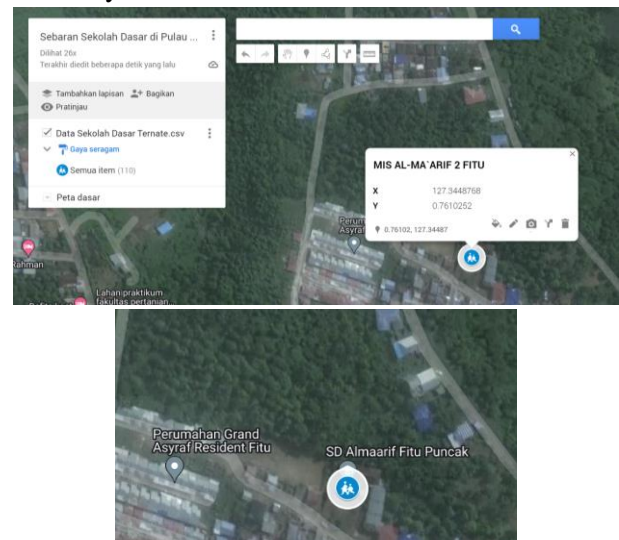 Sebaran Sekolah Dasar di Pulau ...
Dilihat 26x
Terakhir diedit beberapa detik yang lalu
Tambahkan lapisan
Bagikan
Pratinjau
Data Sekolah Dasar Ternate.csv
Gaya seragam
Semua item (110)
Peta dasar
MIS AL-MA`ARIF 2 FITU
X 127.3448768
Y 0.7610252
0.76102, 127.34487
Perum
Asyraf
Rahman
Lahan praktikum
fakultas pertanian...
Perumahan Grand
Asyraf Resident Fitu
SD Almaarif Fitu Puncak